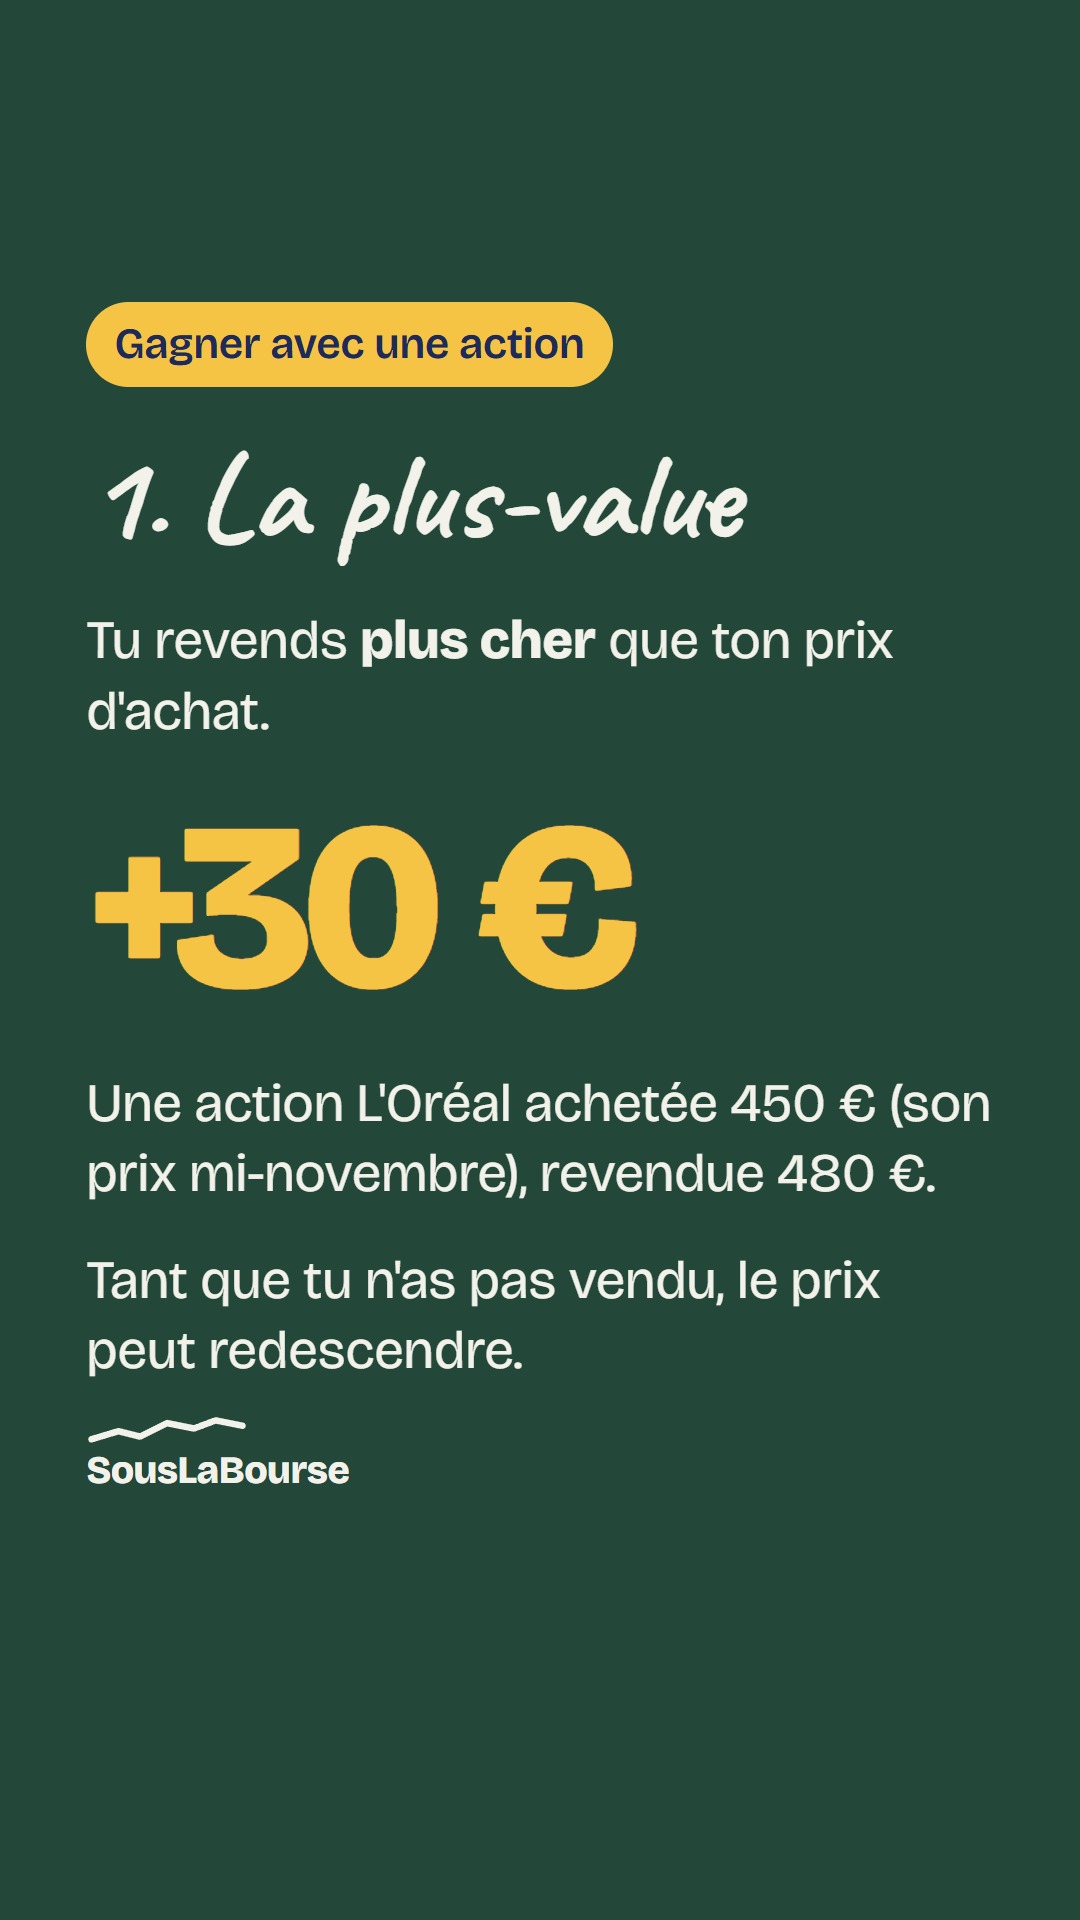 Gagner avec une action
1. La plus-value
Tu revends plus cher que ton prix
d'achat.
+30 €
Une action L'Oréal achetée 450 € (son
prix mi-novembre), revendue 480 €.
Tant que tu n'as pas vendu, le prix
peut redescendre.
SousLaBourse